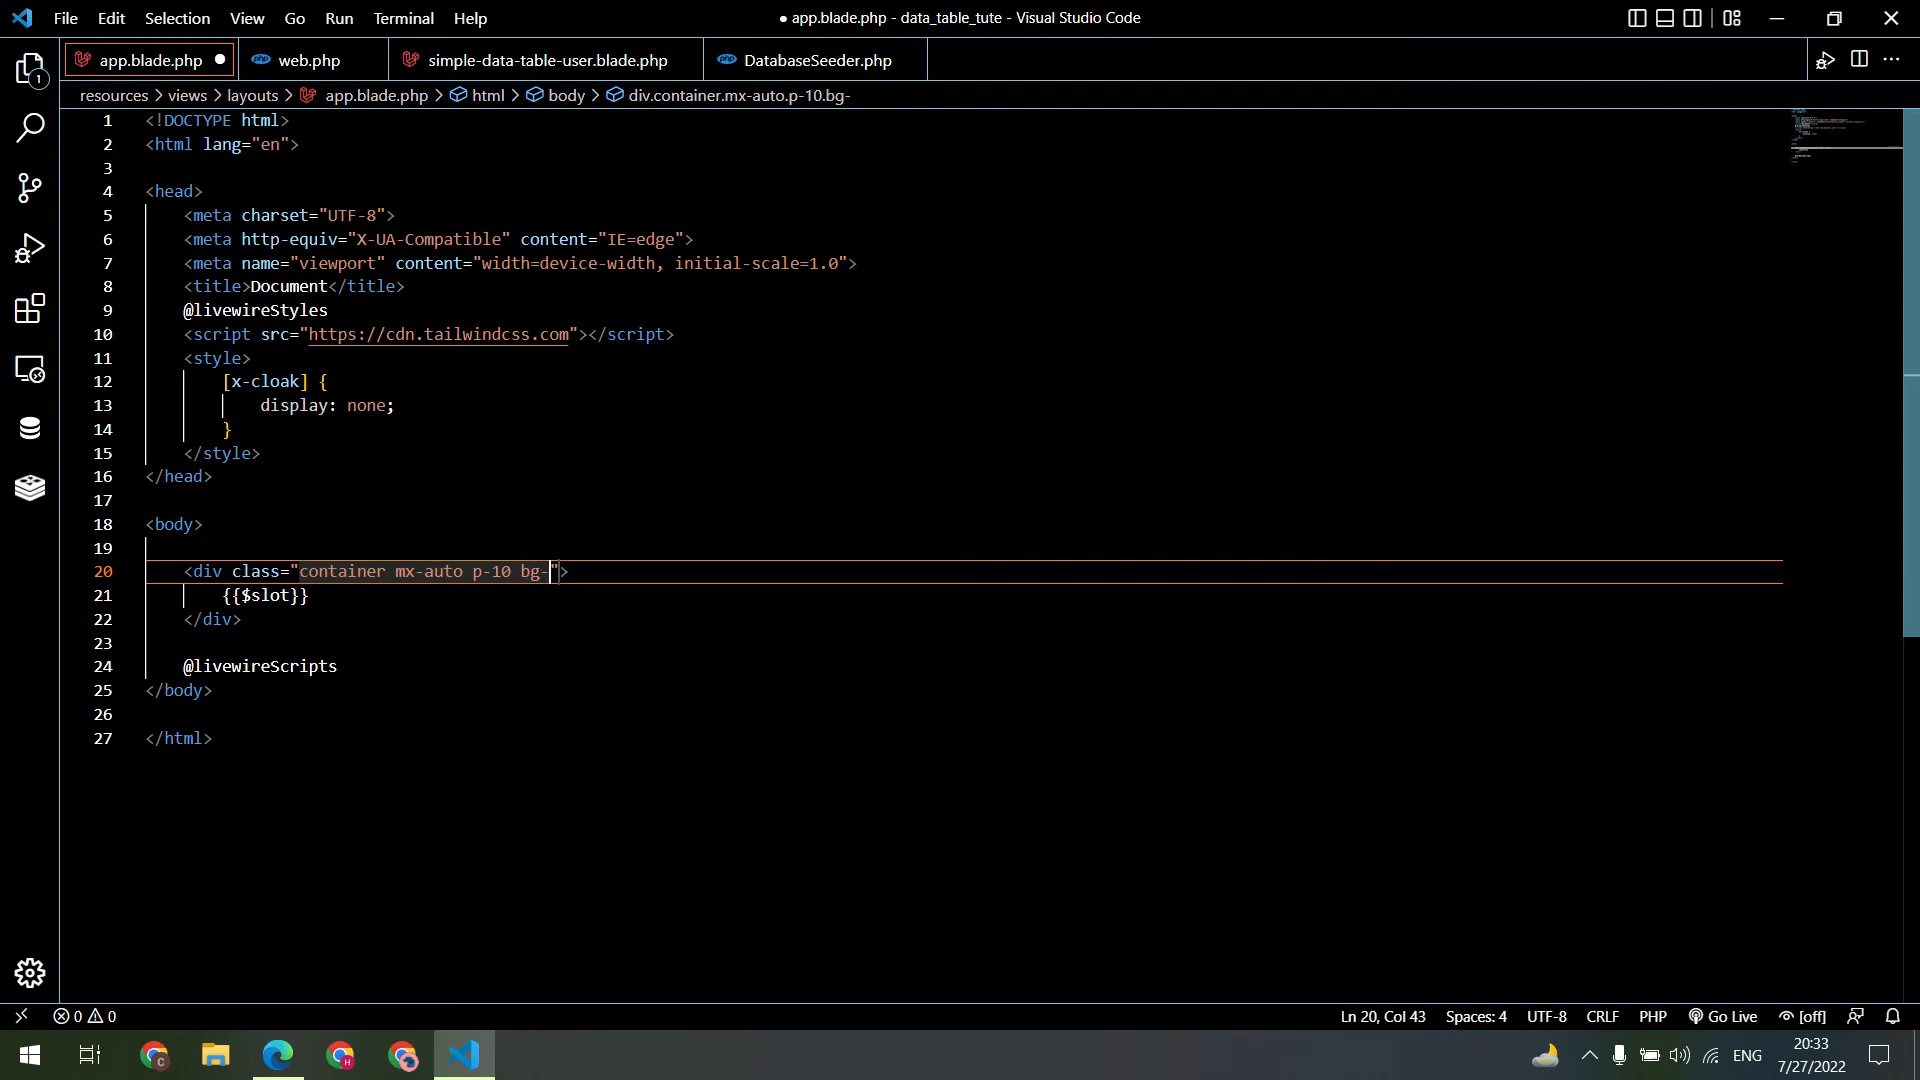 File Edit Selection View Go Run Terminal Help
● app.blade.php - data_table_tute - Visual Studio Code
app.blade.php web.php simple-data-table-user.blade.php DatabaseSeeder.php
1
resources > views > layouts > app.blade.php > html > body > div.container.mx-auto.p-10.bg-
1 <!DOCTYPE html>
2 <html lang="en">
3
4 <head>
5 <meta charset="UTF-8">
6 <meta http-equiv="X-UA-Compatible" content="IE=edge">
7 <meta name="viewport" content="width=device-width, initial-scale=1.0">
8 <title>Document</title>
9 @livewireStyles
10 <script src="https://cdn.tailwindcss.com"></script>
11 <style>
12 [x-cloak] {
13 display: none;
14 }
15 </style>
16 </head>
17
18 <body>
19
20 <div class="container mx-auto p-10 bg-">
21 {{$slot}}
22 </div>
23
24 @livewireScripts
25 </body>
26
27 </html>
0 0 Ln 20, Col 43 Spaces: 4 UTF-8 CRLF PHP Go Live [off]
C H ENG 20:33
7/27/2022